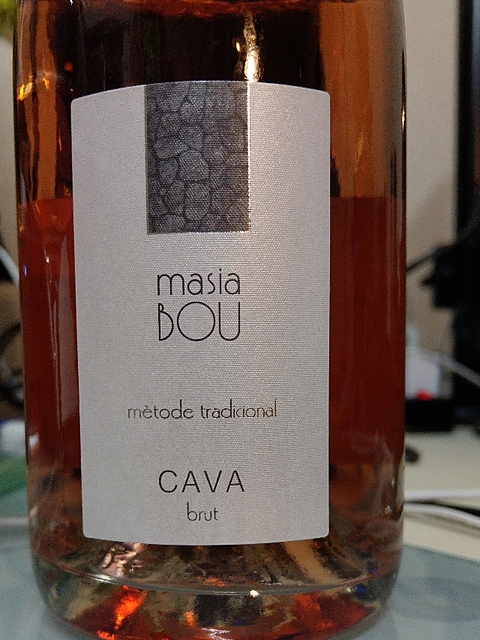 masia
BOU
mètode tradicional
CAVA
brut